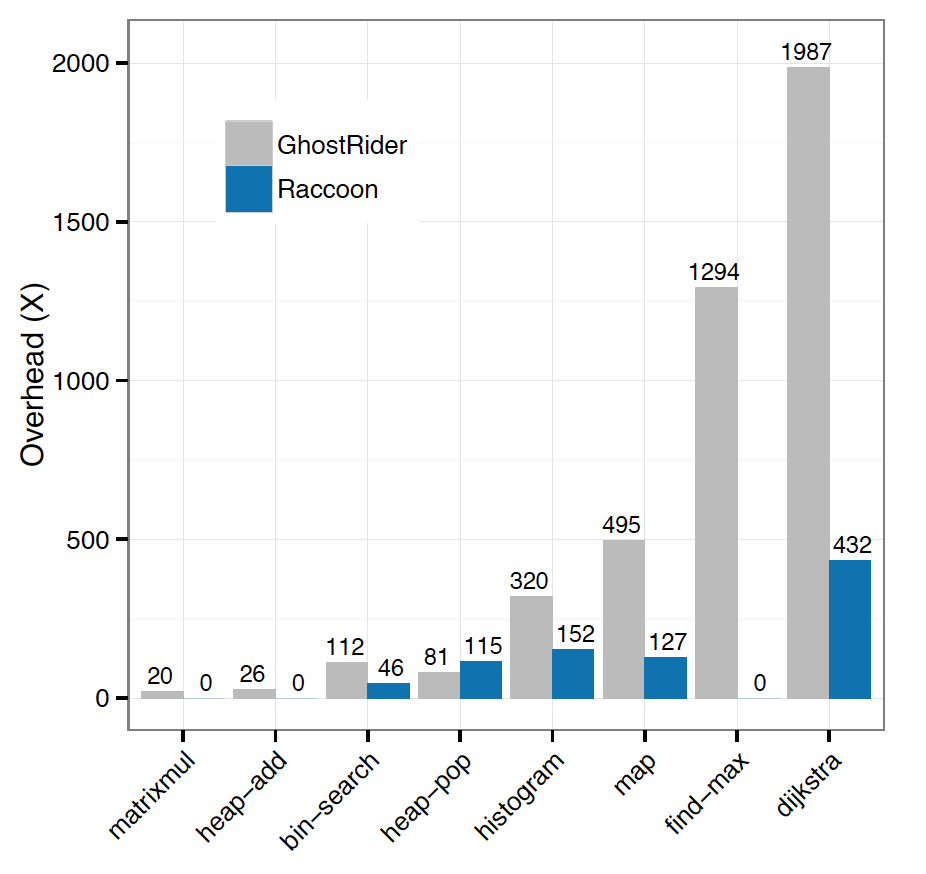 2000
1500
1000
500
0
Overhead (X)
GhostRider
Raccoon
20
0
26
0
112
46
81
115
320
152
495
127
1294
0
1987
432
matrixmul
heap−add
bin−search
heap−pop
histogram
map
find−max
dijkstra